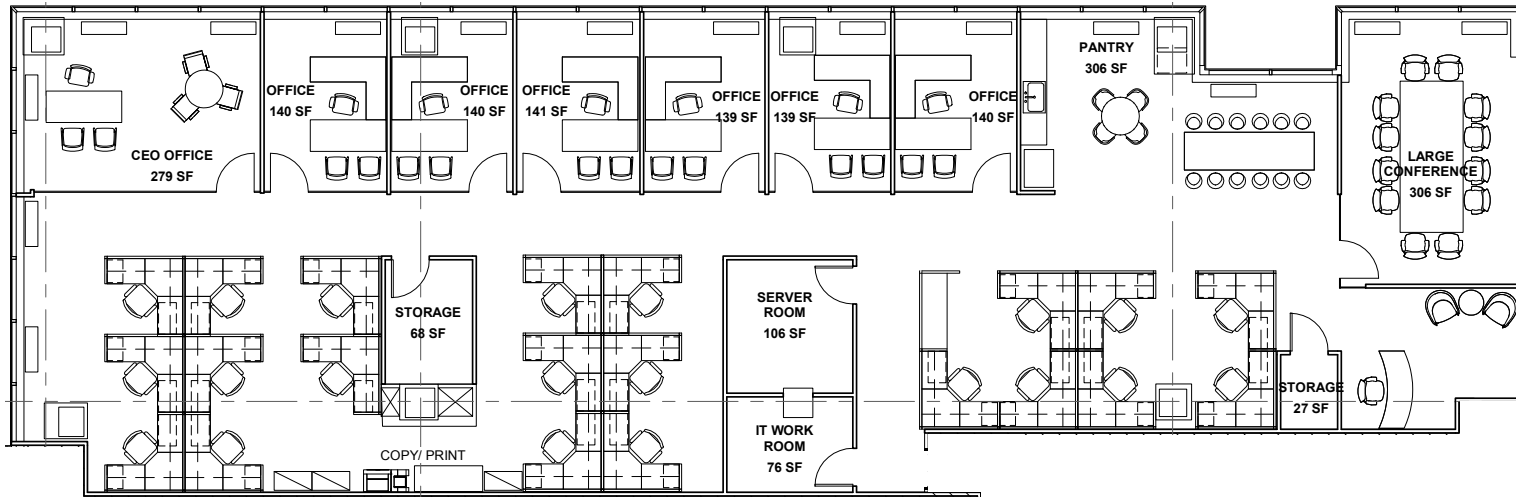 CEO OFFICE
279 SF
OFFICE
140 SF
OFFICE
140 SF
OFFICE
141 SF
OFFICE
139 SF
OFFICE
139 SF
OFFICE
140 SF
PANTRY
306 SF
LARGE
CONFERENCE
306 SF
STORAGE
68 SF
SERVER
ROOM
106 SF
STORAGE
27 SF
COPY/ PRINT
IT WORK
ROOM
76 SF